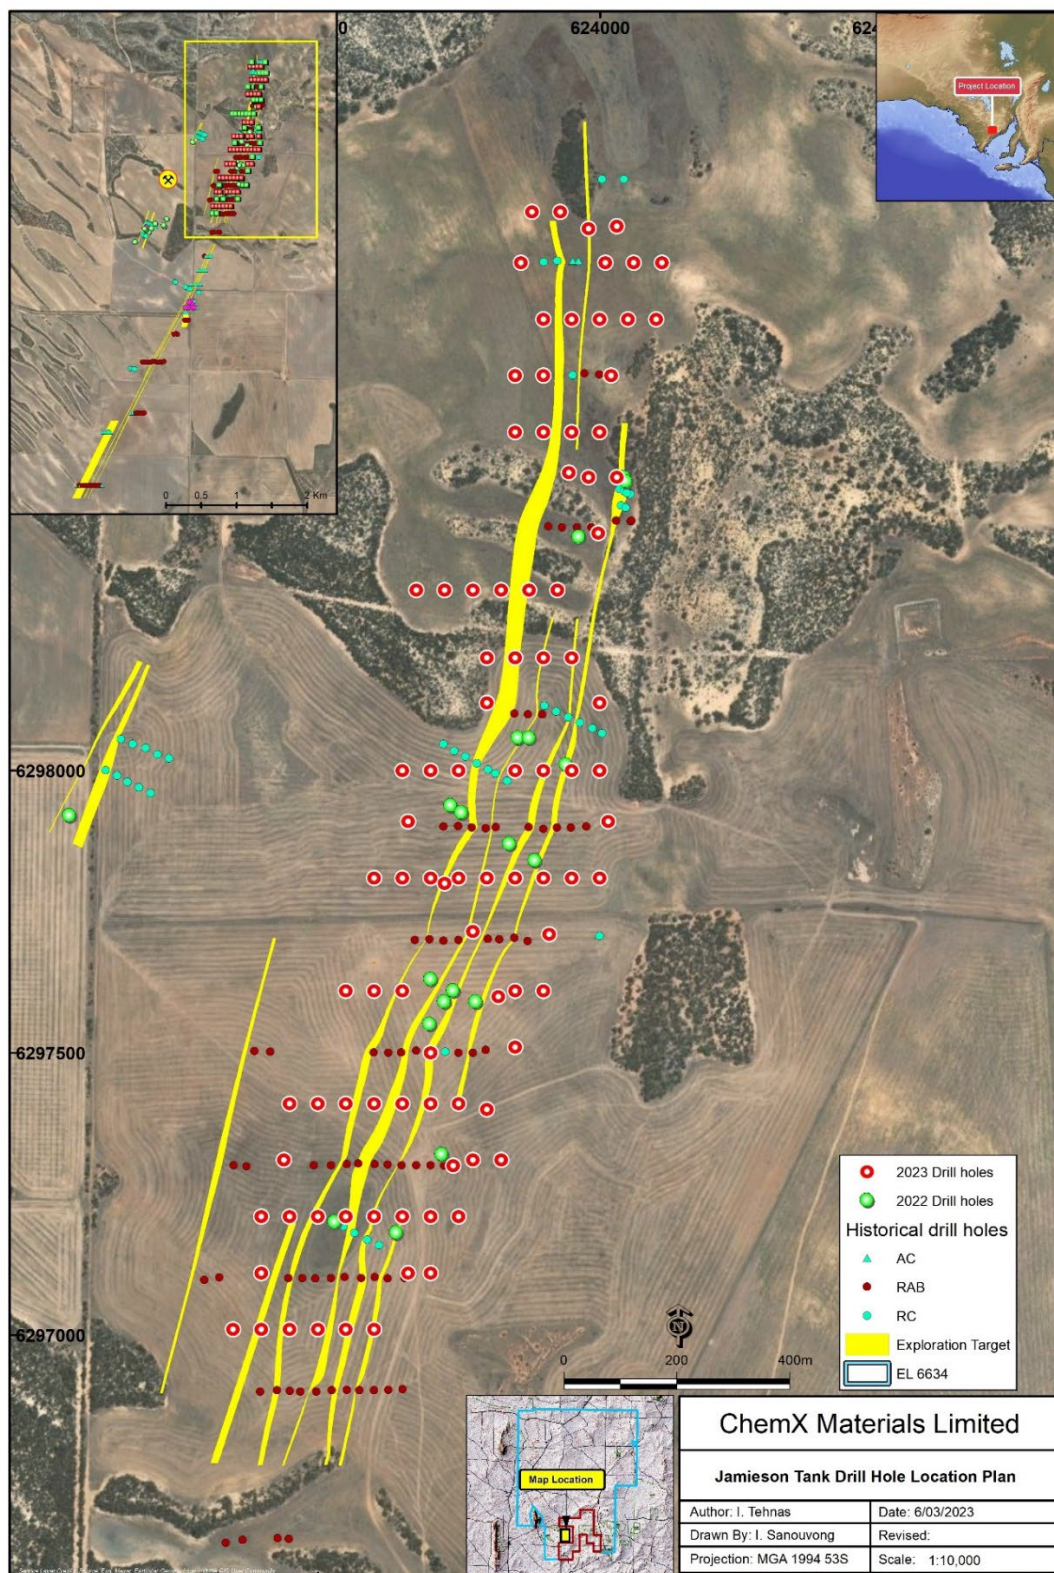 0
624000
624
Project Location
0 0.5 1 2 Km
6298000
6297500
6297000
2023 Drill holes
2022 Drill holes
Historical drill holes
AC
RAB
RC
Exploration Target
EL 6634
N
0 200 400m
Map Location
ChemX Materials Limited
Jamieson Tank Drill Hole Location Plan
Author: I. Tehnas
Date: 6/03/2023
Drawn By: I. Sanouvong
Revised:
Projection: MGA 1994 53S
Scale: 1:10,000